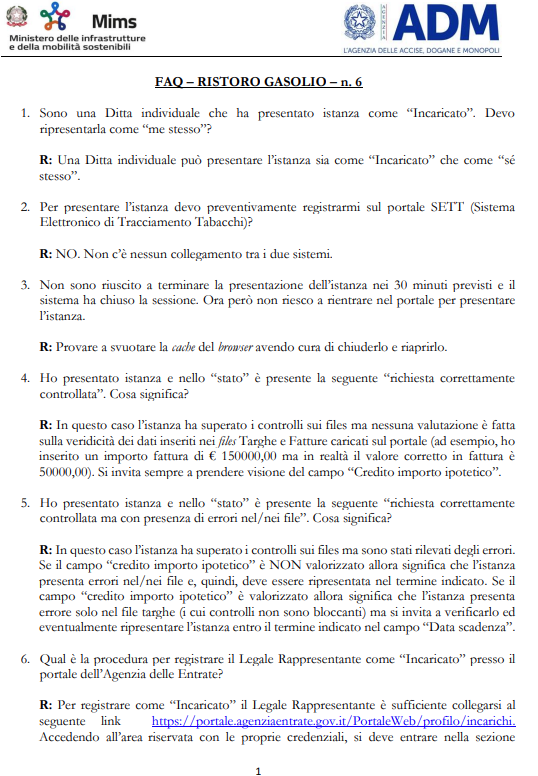 Mims
Ministero delle infrastrutture
e della mobilità sostenibili
AGENZIA
ADM
L'AGENZIA DELLE ACCISE, DOGANE E MONOPOLI
FAQ – RISTORO GASOLIO – n. 6
1. Sono una Ditta individuale che ha presentato istanza come “Incaricato”. Devo
ripresentarla come “me stesso”?
R: Una Ditta individuale può presentare l’istanza sia come “Incaricato” che come “sé
stesso”.
2. Per presentare l’istanza devo preventivamente registrarmi sul portale SETT (Sistema
Elettronico di Tracciamento Tabacchi)?
R: NO. Non c’è nessun collegamento tra i due sistemi.
3. Non sono riuscito a terminare la presentazione dell’istanza nei 30 minuti previsti e il
sistema ha chiuso la sessione. Ora però non riesco a rientrare nel portale per presentare
l’istanza.
R: Provare a svuotare la cache del browser avendo cura di chiuderlo e riaprirlo.
4. Ho presentato istanza e nello “stato” è presente la seguente “richiesta correttamente
controllata”. Cosa significa?
R: In questo caso l’istanza ha superato i controlli sui files ma nessuna valutazione è fatta
sulla veridicità dei dati inseriti nei files Targhe e Fatture caricati sul portale (ad esempio, ho
inserito un importo fattura di € 150000,00 ma in realtà il valore corretto in fattura è
50000,00). Si invita sempre a prendere visione del campo “Credito importo ipotetico”.
5. Ho presentato istanza e nello “stato” è presente la seguente “richiesta correttamente
controllata ma con presenza di errori nel/nei file”. Cosa significa?
R: In questo caso l’istanza ha superato i controlli sui files ma sono stati rilevati degli errori.
Se il campo “credito importo ipotetico” è NON valorizzato allora significa che l’istanza
presenta errori nel/nei file e, quindi, deve essere ripresentata nel termine indicato. Se il
campo “credito importo ipotetico” è valorizzato allora significa che l’istanza presenta
errore solo nel file targhe (i cui controlli non sono bloccanti) ma si invita a verificarlo ed
eventualmente ripresentare l’istanza entro il termine indicato nel campo “Data scadenza”.
6. Qual è la procedura per registrare il Legale Rappresentante come “Incaricato” presso il
portale dell’Agenzia delle Entrate?
R: Per registrare come “Incaricato” il Legale Rappresentante è sufficiente collegarsi al
seguente link https://portale.agenziaentrate.gov.it/PortaleWeb/profilo/incarichi.
Accedendo all’area riservata con le proprie credenziali, si deve entrare nella sezione
1